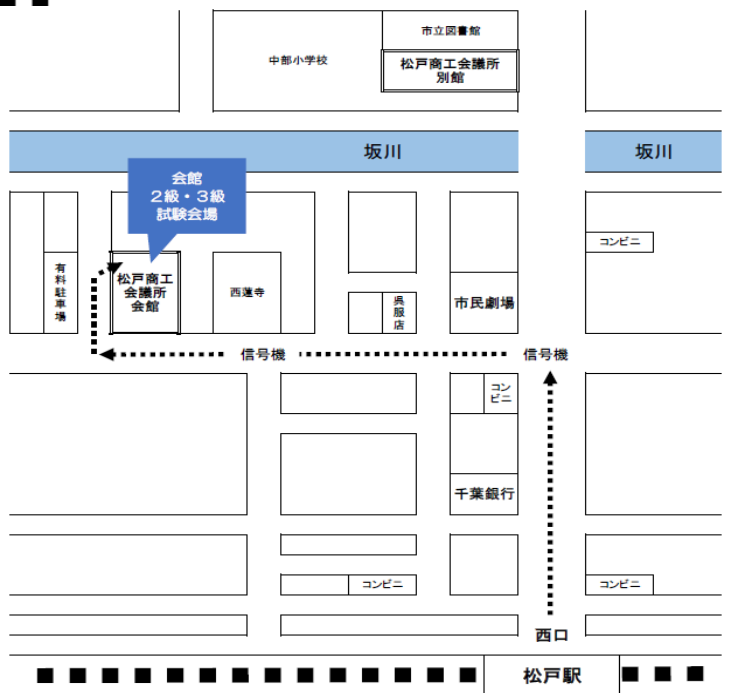 市立図書館
中部小学校
松戸商工会議所
別館
坂川
坂川
会館
2級・3級
試験会場
コンビニ
有料駐車場
松戸商工
会議所
会館
西蓮寺
呉服店
市民劇場
信号機
信号機
コン
ビニ
千葉銀行
コンビニ
コンビニ
西口
松戸駅